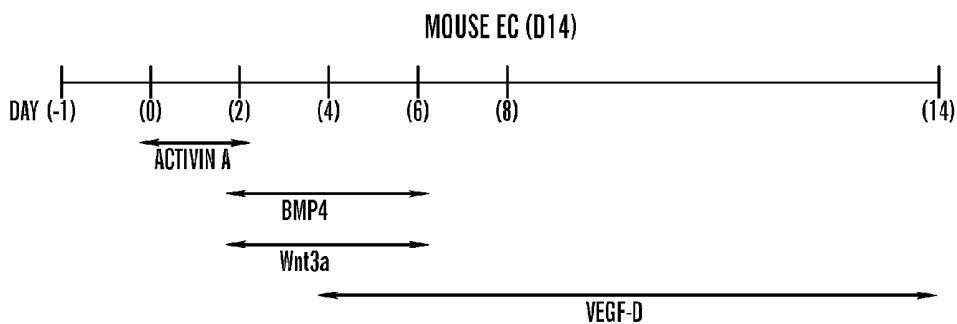 MOUSE EC (D14)
DAY (-1) (0) (2) (4) (6) (8) (14)
ACTIVIN A
BMP4
Wnt3a
VEGF-D